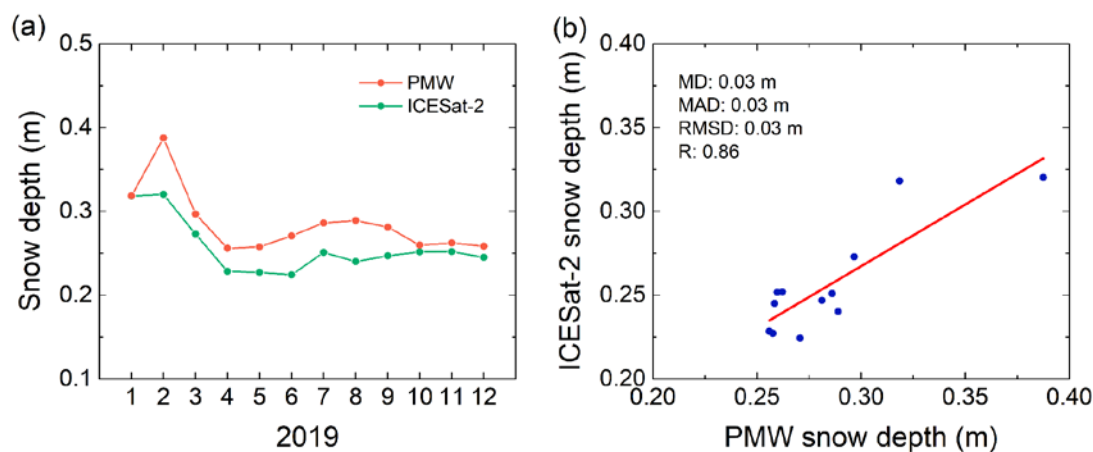 (a)
Snow depth (m)
0.5
0.4
0.3
0.2
0.1
PMW
ICESat-2
1 2 3 4 5 6 7 8 9 10 11 12
2019
(b)
ICESat-2 snow depth (m)
0.40
0.35
0.30
0.25
0.20
MD: 0.03 m
MAD: 0.03 m
RMSD: 0.03 m
R: 0.86
0.20 0.25 0.30 0.35 0.40
PMW snow depth (m)